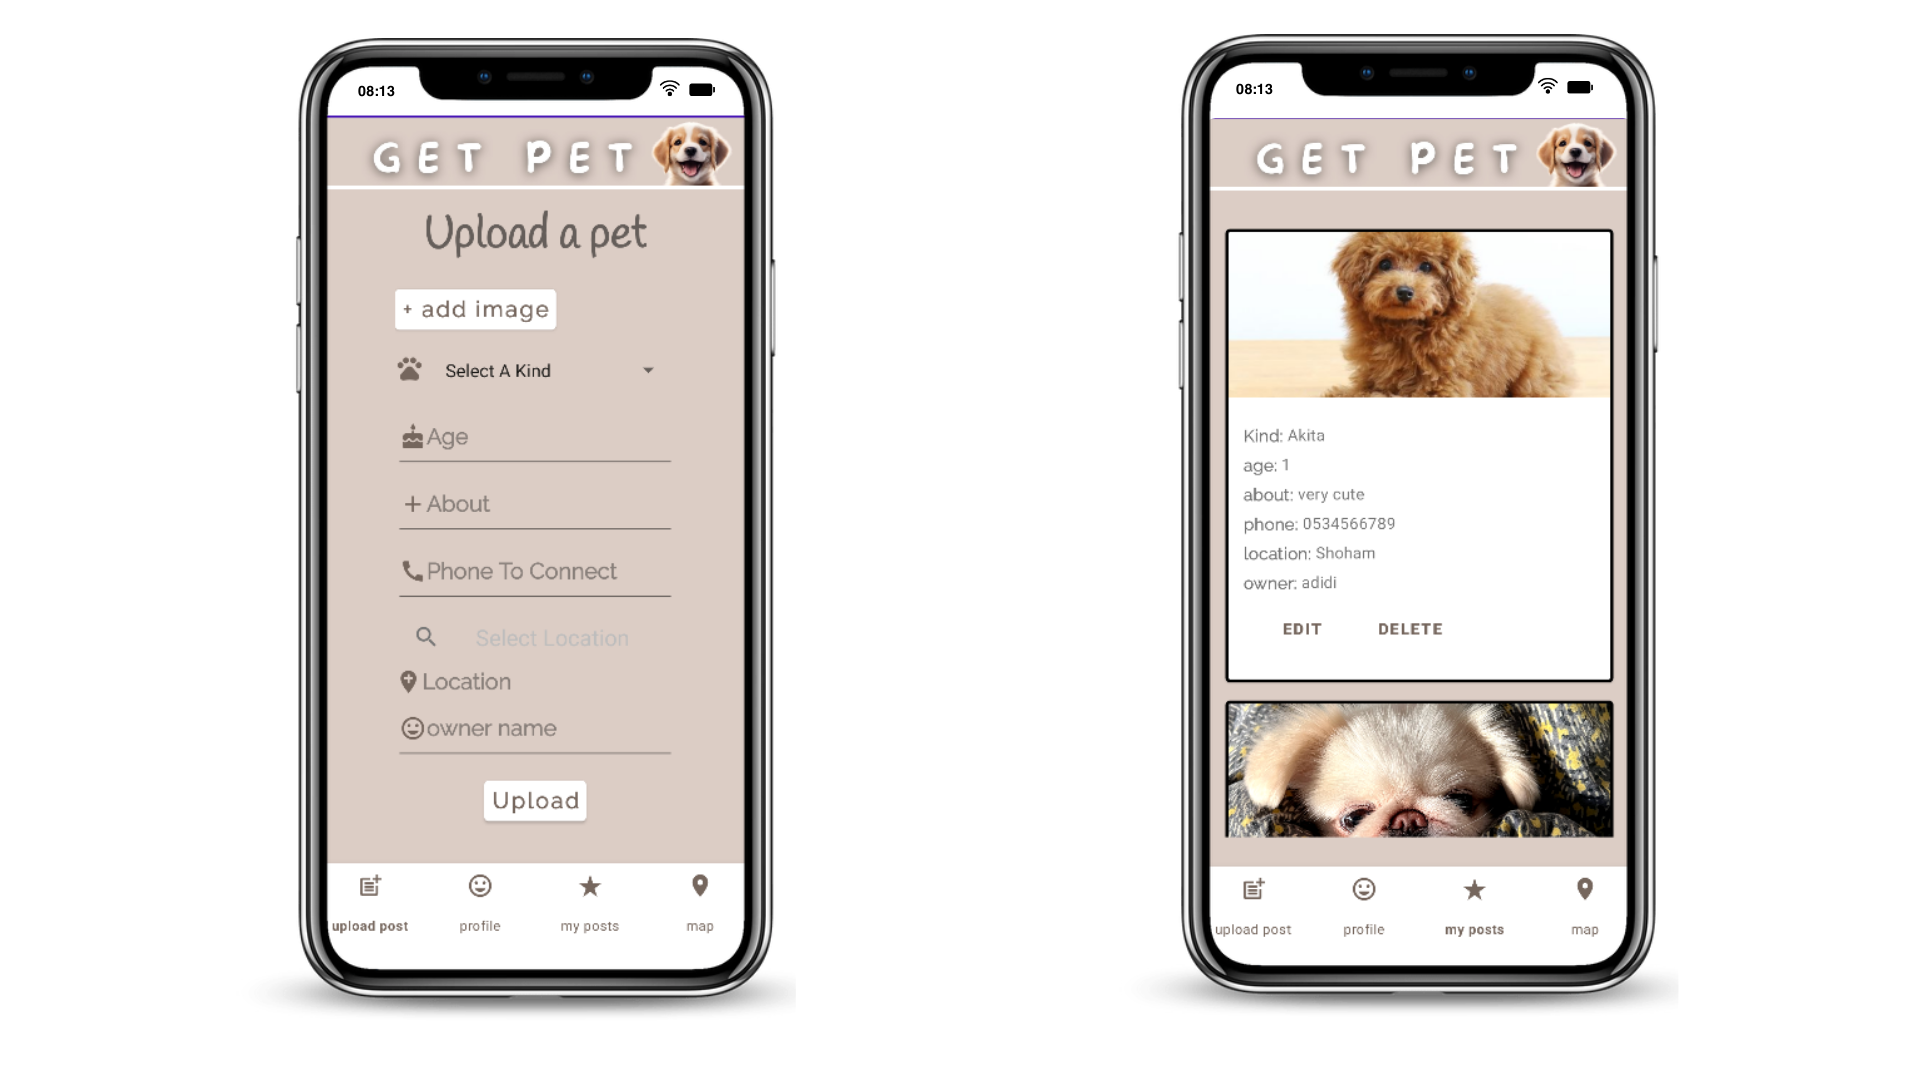 08:13
GET PET
Upload a pet
+ add image
Select A Kind
Age
About
Phone To Connect
Select Location
Location
owner name
Upload
upload post
profile
my posts
map
08:13
GET PET
Kind: Akita
age: 1
about: very cute
phone: 0534566789
location: Shoham
owner: adidi
EDIT DELETE
upload post
profile
my posts
map